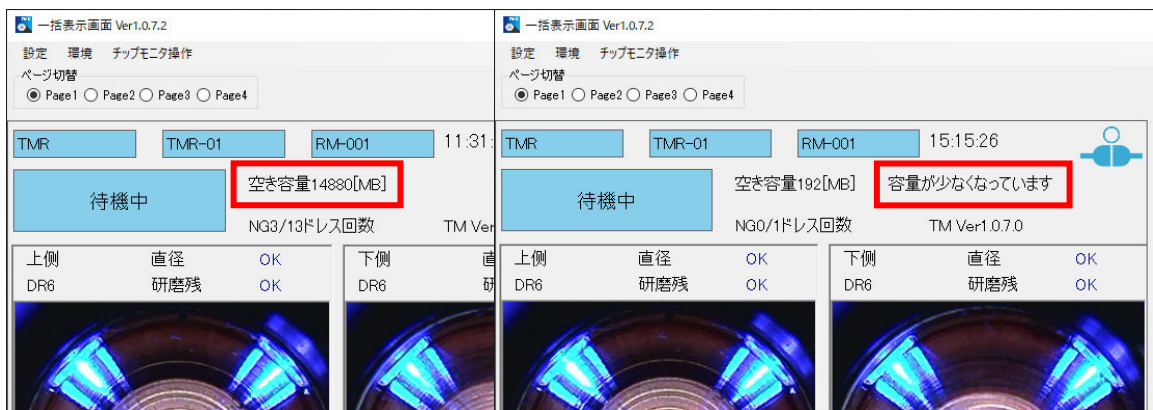 一括表示画面 Ver1.0.7.2
設定 環境 チップモニタ操作
ページ切替
Page1 Page2 Page3 Page4
TMR TMR-01 RM-001 11:31:
待機中
空き容量14880[MB]
NG3/13ドレス回数 TM Ver
上側 直径 OK 下側
DR6 研磨残 OK DR6
一括表示画面 Ver1.0.7.2
設定 環境 チップモニタ操作
ページ切替
Page1 Page2 Page3 Page4
TMR TMR-01 RM-001 15:15:26
待機中
空き容量192[MB] 容量が少なくなっています
NG0/1ドレス回数 TM Ver1.0.7.0
上側 直径 OK 下側 直径 OK
DR6 研磨残 OK DR6 研磨残 OK